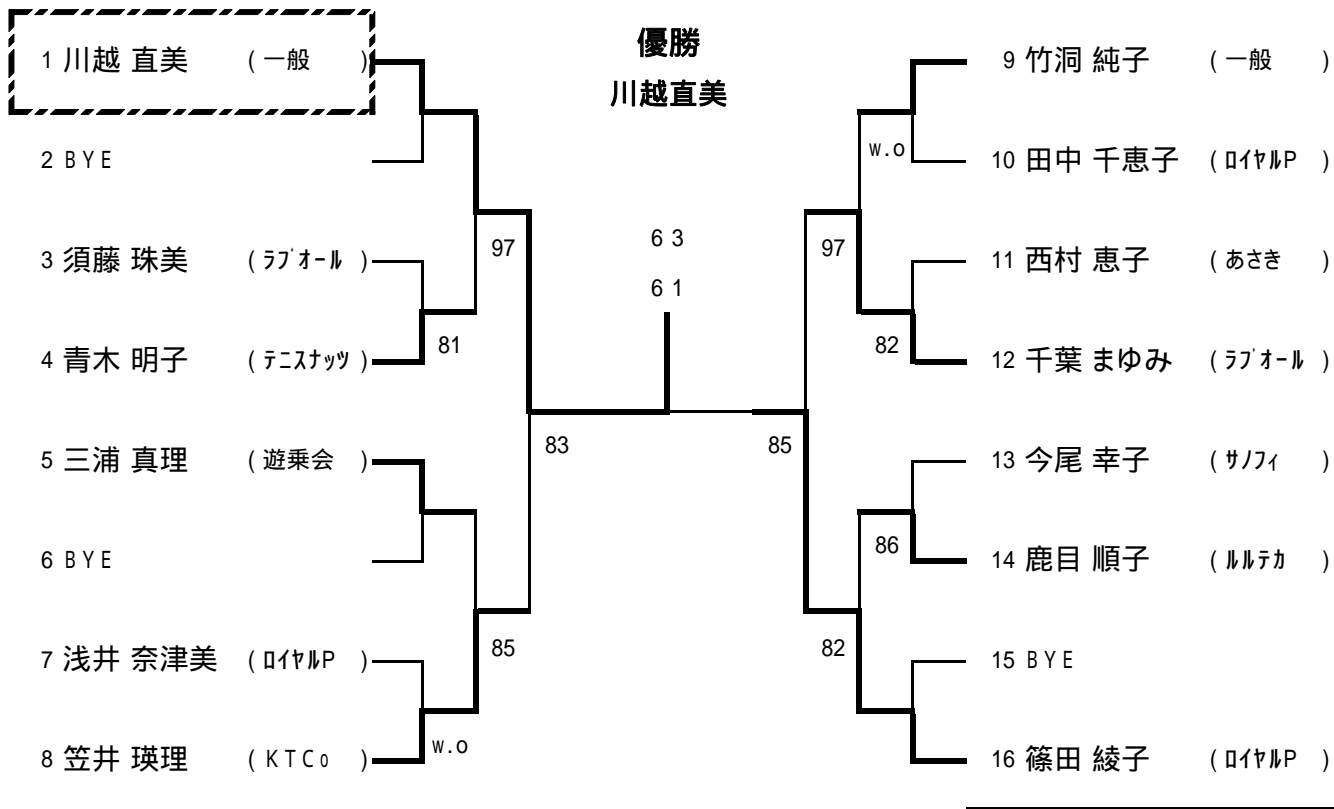 優勝
川越直美
1 川越 直美 ( 一般 )
2 B Y E
3 須藤 珠美 ( ﾗﾌﾞｵｰﾙ )
4 青木 明子 ( ﾃﾆｽﾅｯﾂ )
5 三浦 真理 ( 遊乗会 )
6 B Y E
7 浅井 奈津美 ( ﾛｲﾔﾙP )
8 笠井 瑛理 ( K T C o )
97
81
83
85
w.o
6 3
6 1
9 竹洞 純子 ( 一般 )
10 田中 千恵子 ( ﾛｲﾔﾙP )
11 西村 恵子 ( あさき )
12 千葉 まゆみ ( ﾗﾌﾞｵｰﾙ )
13 今尾 幸子 ( ｻﾉﾌｨ )
14 鹿目 順子 ( ﾙﾙﾃｶ )
15 B Y E
16 篠田 綾子 ( ﾛｲﾔﾙP )
w.o
97
82
85
86
82